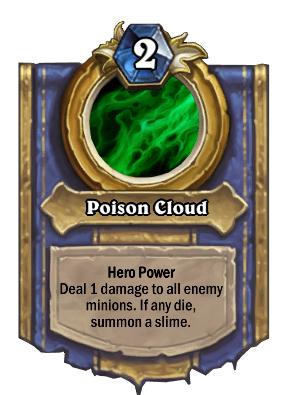 2
Poison Cloud
Hero Power
Deal 1 damage to all enemy
minions. If any die,
summon a slime.